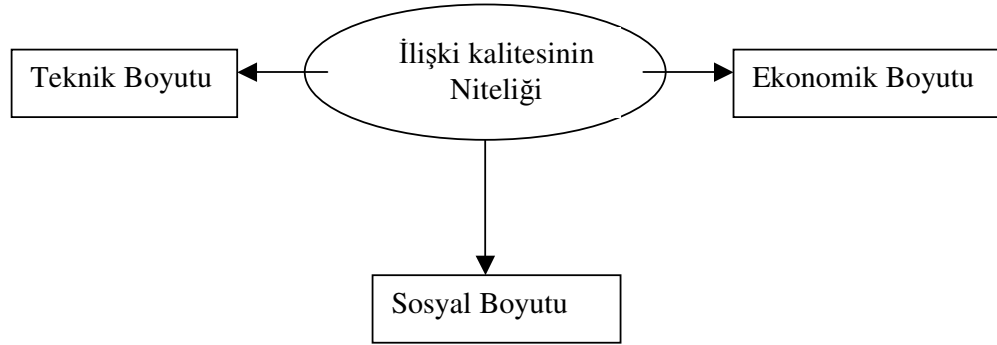 İlişki kalitesinin
Niteliği
Teknik Boyutu
Ekonomik Boyutu
Sosyal Boyutu